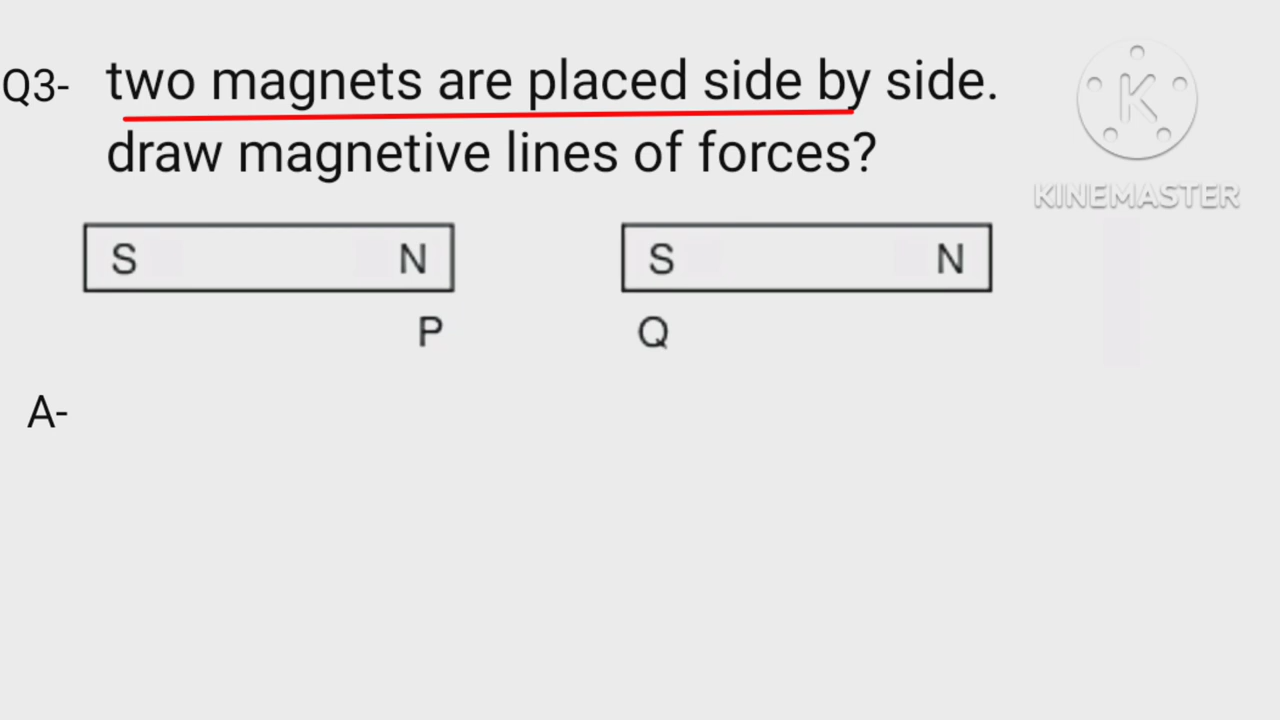 Q3- two magnets are placed side by side.
draw magnetive lines of forces?
K
KINEMASTER
S N S N
P Q
A-